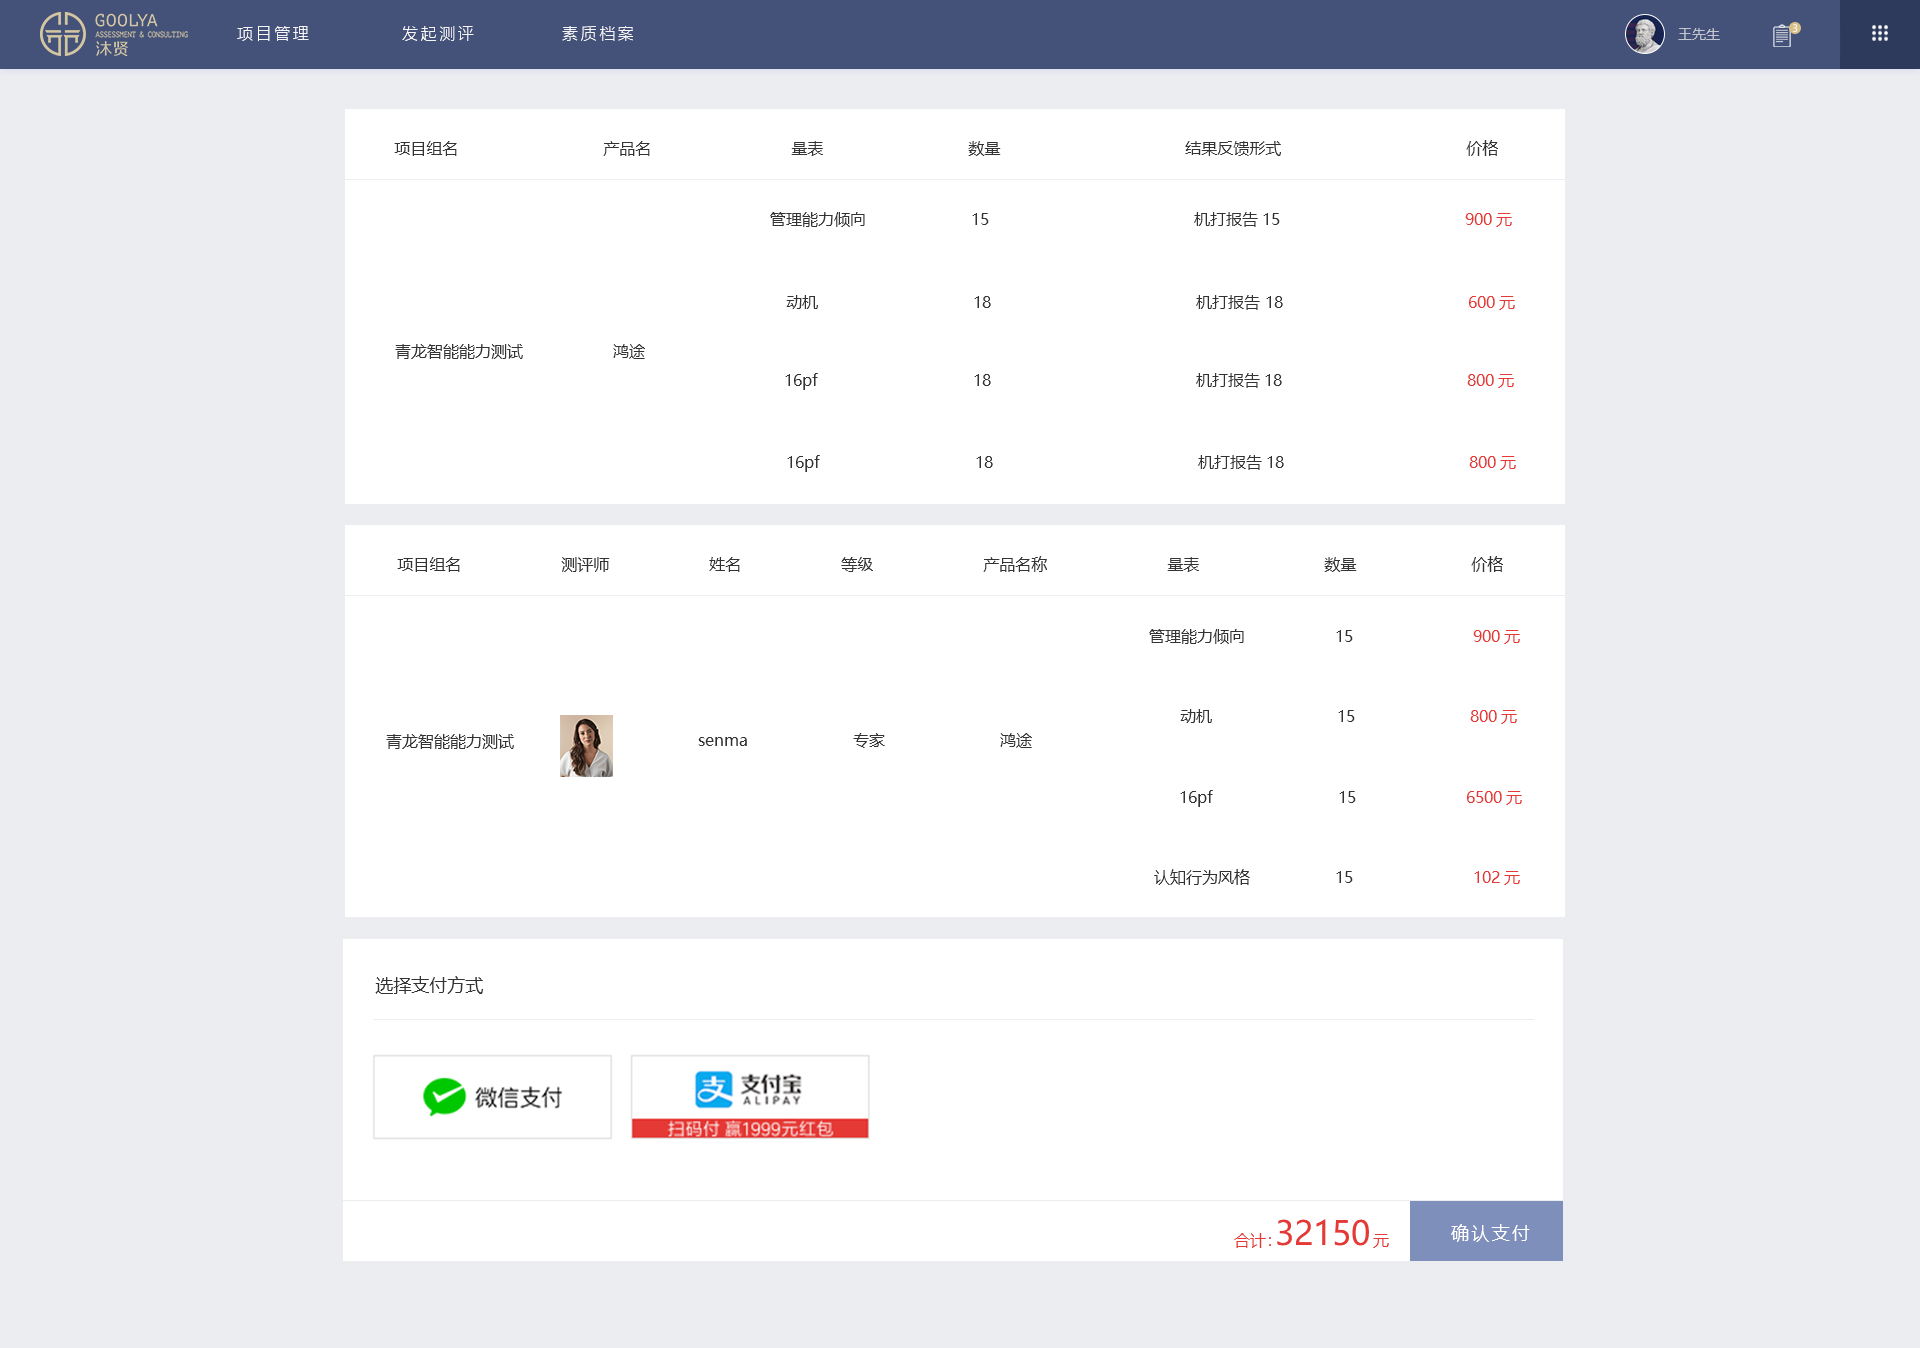 GOOLYA
ASSESSMENT & CONSULTING
沐贤
项目管理 发起测评 素质档案 王先生 3
项目组名 产品名 量表 数量 结果反馈形式 价格
管理能力倾向 15 机打报告 15 900 元
动机 18 机打报告 18 600 元
青龙智能能力测试 鸿途
16pf 18 机打报告 18 800 元
16pf 18 机打报告 18 800 元
项目组名 测评师 姓名 等级 产品名称 量表 数量 价格
管理能力倾向 15 900 元
动机 15 800 元
青龙智能能力测试 senma 专家 鸿途
16pf 15 6500 元
认知行为风格 15 102 元
选择支付方式
微信支付
支付宝
ALIPAY
扫码付 赢1999元红包
合计:32150元 确认支付